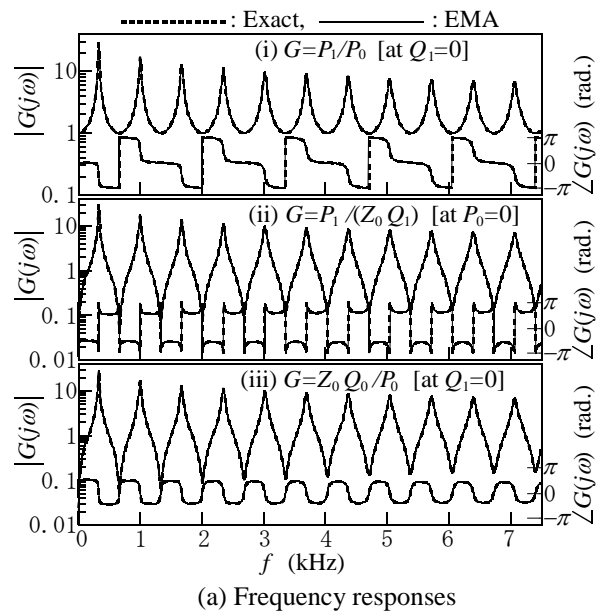 : Exact, : EMA
(i) G=P₁/P₀ [at Q₁=0]
|G(jω)|
10
1
0.1
π
0
−π
∠G(jω) (rad.)
(ii) G=P₁/(Z₀ Q₁) [at P₀=0]
|G(jω)|
10
1
0.1
0.01
π
0
−π
∠G(jω) (rad.)
(iii) G=Z₀ Q₀/P₀ [at Q₁=0]
|G(jω)|
10
1
0.1
0.01
π
0
−π
∠G(jω) (rad.)
0 1 2 3 4 5 6 7
f (kHz)
(a) Frequency responses